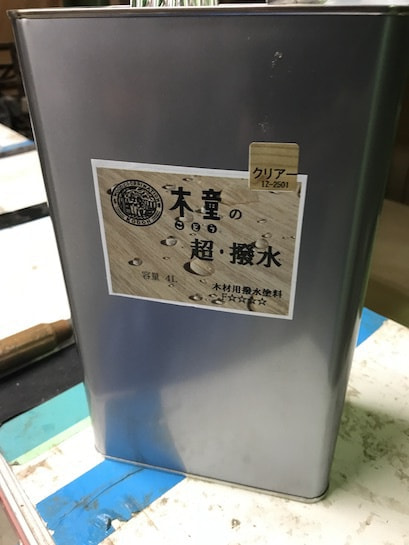 クリアー
12-2501
木童の
こどう
超・撥水
容量 4L
木材用撥水塗料
F☆☆☆☆